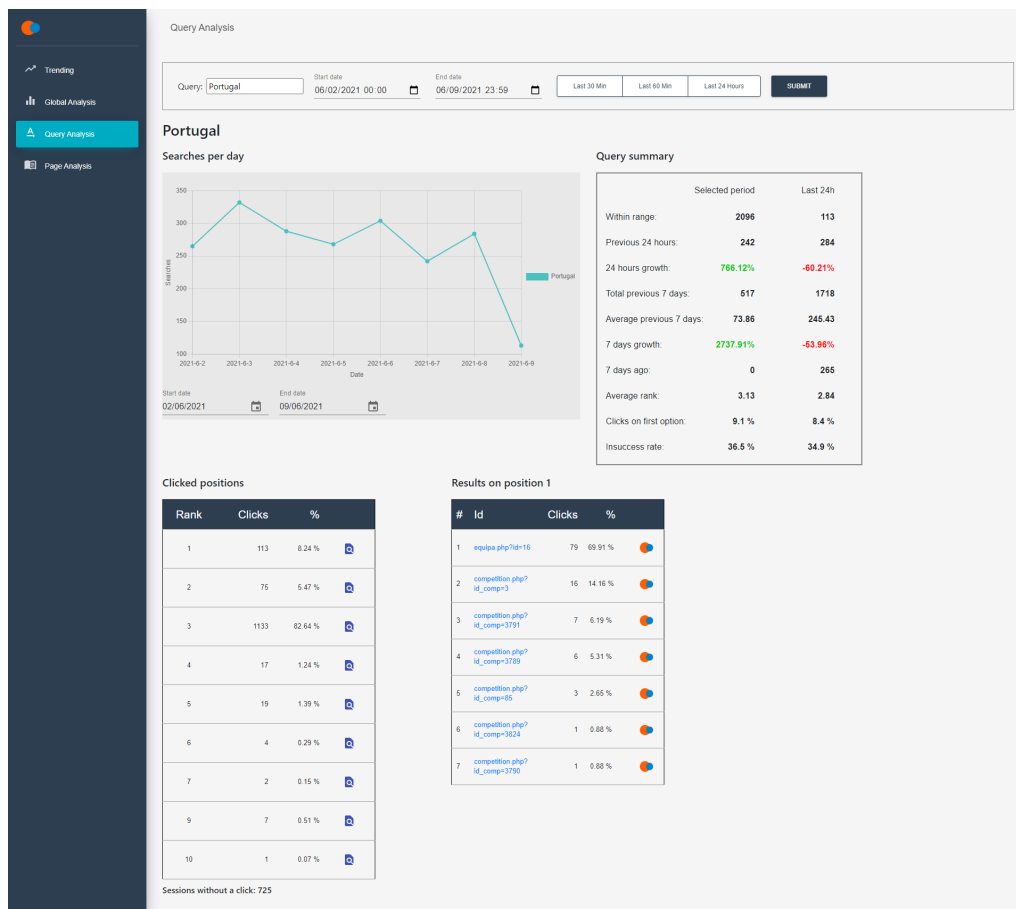 Query Analysis
Trending
Global Analysis
Query Analysis
Page Analysis
Query: Portugal
Start date
06/02/2021 00:00
End date
06/09/2021 23:59
Last 30 Min
Last 60 Min
Last 24 Hours
SUBMIT
Portugal
Searches per day
350
300
250
200
150
100
Searches
2021-6-2 2021-6-3 2021-6-4 2021-6-5 2021-6-6 2021-6-7 2021-6-8 2021-6-9
Date
Portugal
Start date
02/06/2021
End date
09/06/2021
Query summary
Selected period Last 24h
Within range: 2096 113
Previous 24 hours: 242 284
24 hours growth: 766.12% -60.21%
Total previous 7 days: 517 1718
Average previous 7 days: 73.86 245.43
7 days growth: 2737.91% -53.96%
7 days ago: 0 265
Average rank: 3.13 2.84
Clicks on first option: 9.1 % 8.4 %
Insuccess rate: 36.5 % 34.9 %
Clicked positions
Rank Clicks %
1 113 8.24 %
2 75 5.47 %
3 1133 82.64 %
4 17 1.24 %
5 19 1.39 %
6 4 0.29 %
7 2 0.15 %
9 7 0.51 %
10 1 0.07 %
Sessions without a click: 725
Results on position 1
# Id Clicks %
1 equipa.php?id=16 79 69.91 %
2 competition.php?
id_comp=3 16 14.16 %
3 competition.php?
id_comp=3791 7 6.19 %
4 competition.php?
id_comp=3789 6 5.31 %
5 competition.php?
id_comp=85 3 2.65 %
6 competition.php?
id_comp=3824 1 0.88 %
7 competition.php?
id_comp=3790 1 0.88 %